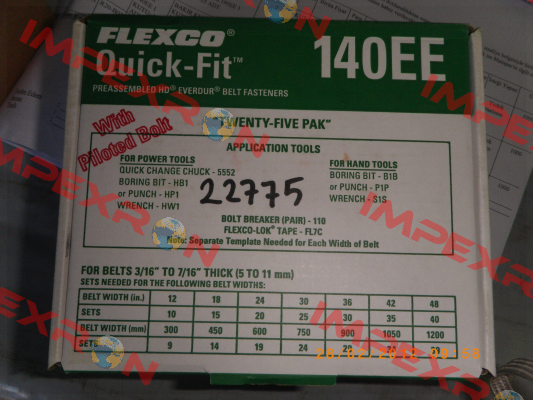 FLEXCO®
Quick-Fit™
140EE
PREASSEMBLED HD® EVERDUR® BELT FASTENERS
"TWENTY-FIVE PAK"
With
Piloted Bolt
APPLICATION TOOLS
FOR POWER TOOLS
QUICK CHANGE CHUCK - 5552
BORING BIT - HB1
or PUNCH - HP1
WRENCH - HW1
FOR HAND TOOLS
BORING BIT - B1B
or PUNCH - P1P
WRENCH - S1S
22775
BOLT BREAKER (PAIR) - 110
FLEXCO-LOK® TAPE - FL7C
Note: Separate Template Needed for Each Width of Belt
FOR BELTS 3/16" TO 7/16" THICK (5 TO 11 mm)
SETS NEEDED FOR THE FOLLOWING BELT WIDTHS:
BELT WIDTH (in.) 12 18 24 30 36 42 48
SETS 10 15 20 25 30 35 40
BELT WIDTH (mm) 300 450 600 750 900 1050 1200
SETS 9 14 19 24
IMPEXRON
IMPEXRON
IMPEXRON